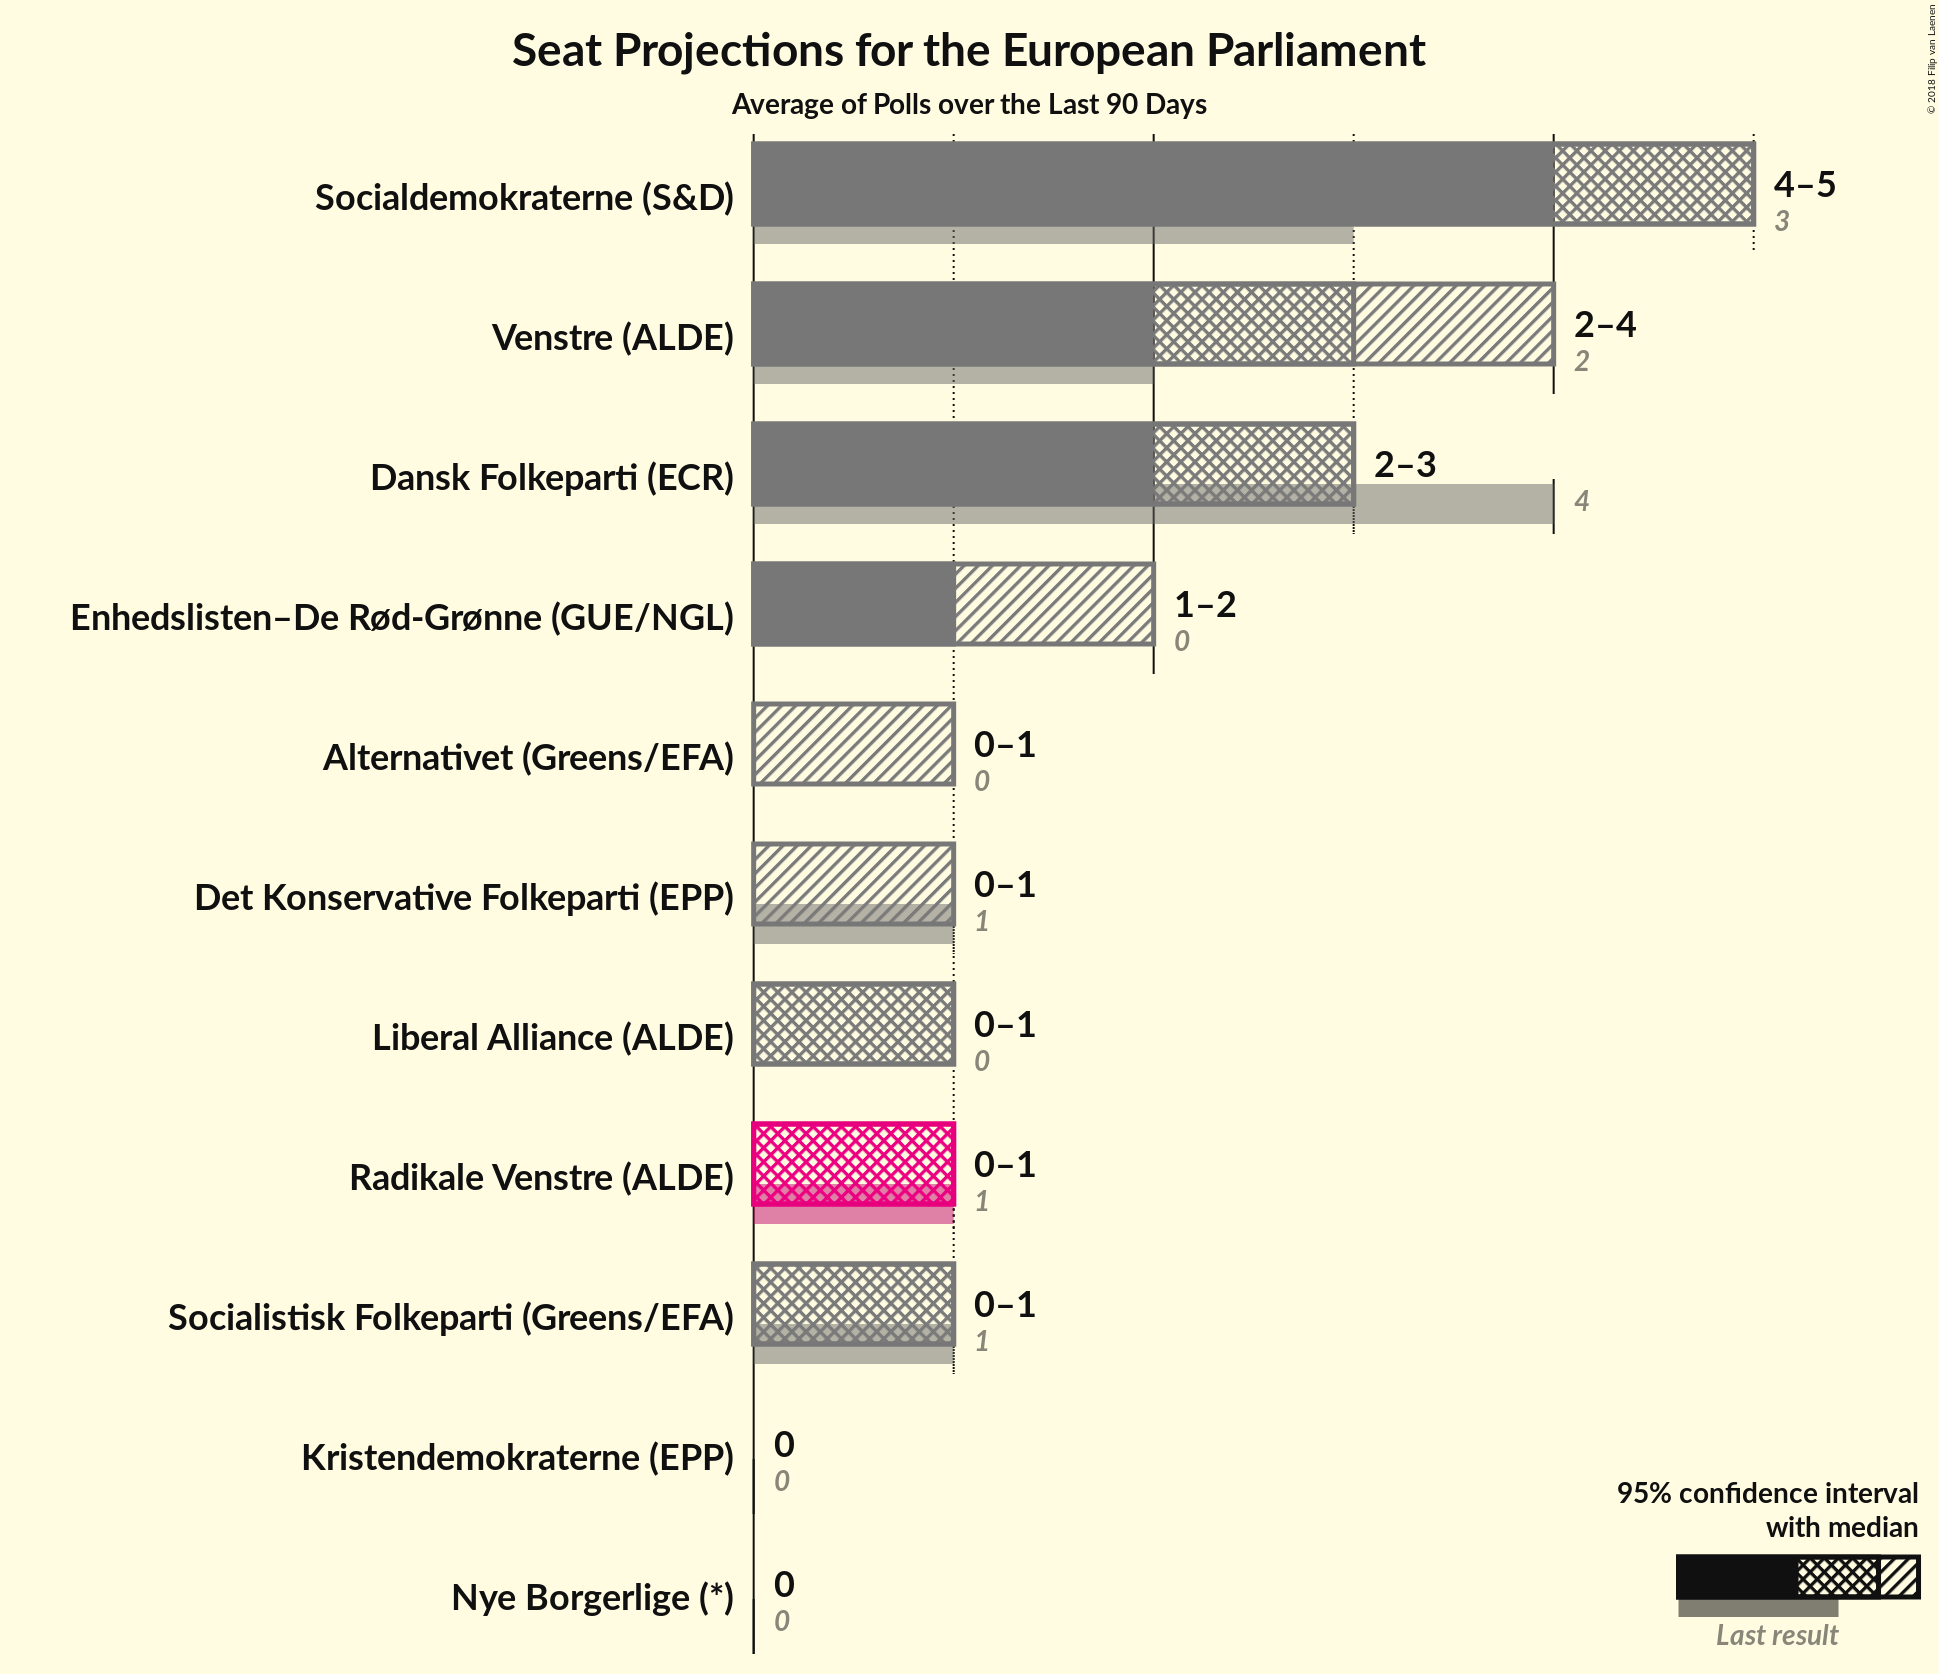 Seat Projections for the European Parliament
Average of Polls over the Last 90 Days
© 2018 Filip van Laenen
Socialdemokraterne (S&D)
4–5
3
Venstre (ALDE)
2–4
2
Dansk Folkeparti (ECR)
2–3
4
Enhedslisten–De Rød-Grønne (GUE/NGL)
1–2
0
Alternativet (Greens/EFA)
0–1
0
Det Konservative Folkeparti (EPP)
0–1
1
Liberal Alliance (ALDE)
0–1
0
Radikale Venstre (ALDE)
0–1
1
Socialistisk Folkeparti (Greens/EFA)
0–1
1
Kristendemokraterne (EPP)
0
0
Nye Borgerlige (*)
0
0
95% confidence interval
with median
Last result